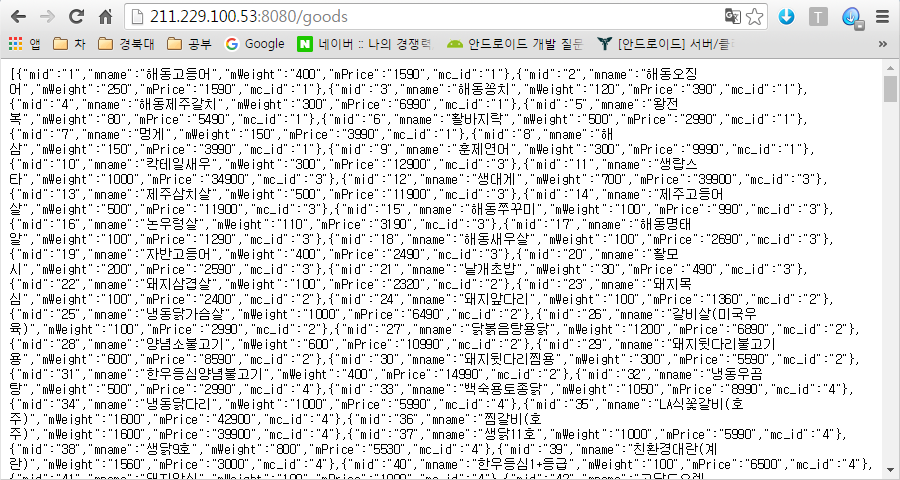 211.229.100.53:8080/goods
앱 차 경북대 공부 Google 네이버 :: 나의 경쟁력 안드로이드 개발 질문 [안드로이드] 서버/클 »
[{"mid":"1","mname":"해동고등어","mWeight":"400","mPrice":"1590","mc_id":"1"},{"mid":"2","mname":"해동오징
어","mWeight":"250","mPrice":"1590","mc_id":"1"},{"mid":"3","mname":"해동꽁치","mWeight":"120","mPrice":"390","mc_id":"1"},
{"mid":"4","mname":"해동제주갈치","mWeight":"300","mPrice":"6990","mc_id":"1"},{"mid":"5","mname":"왕전
복","mWeight":"80","mPrice":"5490","mc_id":"1"},{"mid":"6","mname":"활바지락","mWeight":"500","mPrice":"2990","mc_id":"1"},
{"mid":"7","mname":"멍게","mWeight":"150","mPrice":"3990","mc_id":"1"},{"mid":"8","mname":"해
삼","mWeight":"150","mPrice":"3990","mc_id":"1"},{"mid":"9","mname":"훈제연어","mWeight":"300","mPrice":"9990","mc_id":"1"},
{"mid":"10","mname":"칵테일새우","mWeight":"300","mPrice":"12900","mc_id":"3"},{"mid":"11","mname":"생랍스
타","mWeight":"1000","mPrice":"34900","mc_id":"3"},{"mid":"12","mname":"생대게","mWeight":"700","mPrice":"39900","mc_id":"3"},
{"mid":"13","mname":"제주삼치살","mWeight":"500","mPrice":"11900","mc_id":"3"},{"mid":"14","mname":"제주고등어
살","mWeight":"500","mPrice":"11900","mc_id":"3"},{"mid":"15","mname":"해동쭈꾸미","mWeight":"100","mPrice":"990","mc_id":"3"},
{"mid":"16","mname":"논우렁살","mWeight":"110","mPrice":"3190","mc_id":"3"},{"mid":"17","mname":"해동명태
알","mWeight":"100","mPrice":"1290","mc_id":"3"},{"mid":"18","mname":"해동새우살","mWeight":"100","mPrice":"2690","mc_id":"3"},
{"mid":"19","mname":"자반고등어","mWeight":"400","mPrice":"2490","mc_id":"3"},{"mid":"20","mname":"활모
시","mWeight":"200","mPrice":"2590","mc_id":"3"},{"mid":"21","mname":"날개초밥","mWeight":"30","mPrice":"490","mc_id":"3"},
{"mid":"22","mname":"돼지삼겹살","mWeight":"100","mPrice":"2320","mc_id":"2"},{"mid":"23","mname":"돼지목
심","mWeight":"100","mPrice":"2400","mc_id":"2"},{"mid":"24","mname":"돼지앞다리","mWeight":"100","mPrice":"1360","mc_id":"2"},
{"mid":"25","mname":"냉동닭가슴살","mWeight":"1000","mPrice":"6490","mc_id":"2"},{"mid":"26","mname":"갈비살(미국우
육)","mWeight":"100","mPrice":"2990","mc_id":"2"},{"mid":"27","mname":"닭볶음탕용닭","mWeight":"1200","mPrice":"6890","mc_id":"2"},
{"mid":"28","mname":"양념소불고기","mWeight":"600","mPrice":"10990","mc_id":"2"},{"mid":"29","mname":"돼지뒷다리불고기
용","mWeight":"600","mPrice":"8590","mc_id":"2"},{"mid":"30","mname":"돼지뒷다리찜용","mWeight":"300","mPrice":"5590","mc_id":"2"},
{"mid":"31","mname":"한우등심양념불고기","mWeight":"400","mPrice":"14990","mc_id":"2"},{"mid":"32","mname":"냉동우곰
탕","mWeight":"500","mPrice":"2990","mc_id":"4"},{"mid":"33","mname":"백숙용토종닭","mWeight":"1050","mPrice":"8990","mc_id":"4"},
{"mid":"34","mname":"냉동닭다리","mWeight":"1000","mPrice":"5990","mc_id":"4"},{"mid":"35","mname":"LA식꽃갈비(호
주)","mWeight":"1600","mPrice":"42900","mc_id":"4"},{"mid":"36","mname":"찜갈비(호
주)","mWeight":"1600","mPrice":"39900","mc_id":"4"},{"mid":"37","mname":"생닭11호","mWeight":"1000","mPrice":"5990","mc_id":"4"},
{"mid":"38","mname":"생닭9호","mWeight":"800","mPrice":"5530","mc_id":"4"},{"mid":"39","mname":"친환경대란(계
란)","mWeight":"1560","mPrice":"3000","mc_id":"4"},{"mid":"40","mname":"한우등심1+등급","mWeight":"100","mPrice":"6500","mc_id":"4"},